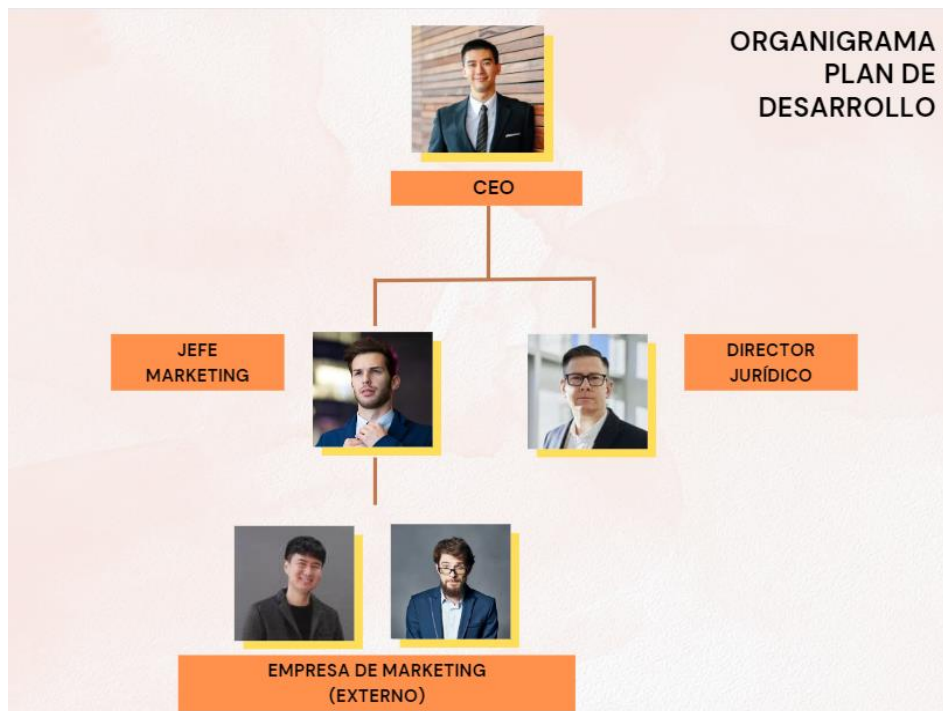 ORGANIGRAMA
PLAN DE
DESARROLLO
CEO
JEFE
MARKETING
DIRECTOR
JURÍDICO
EMPRESA DE MARKETING
(EXTERNO)